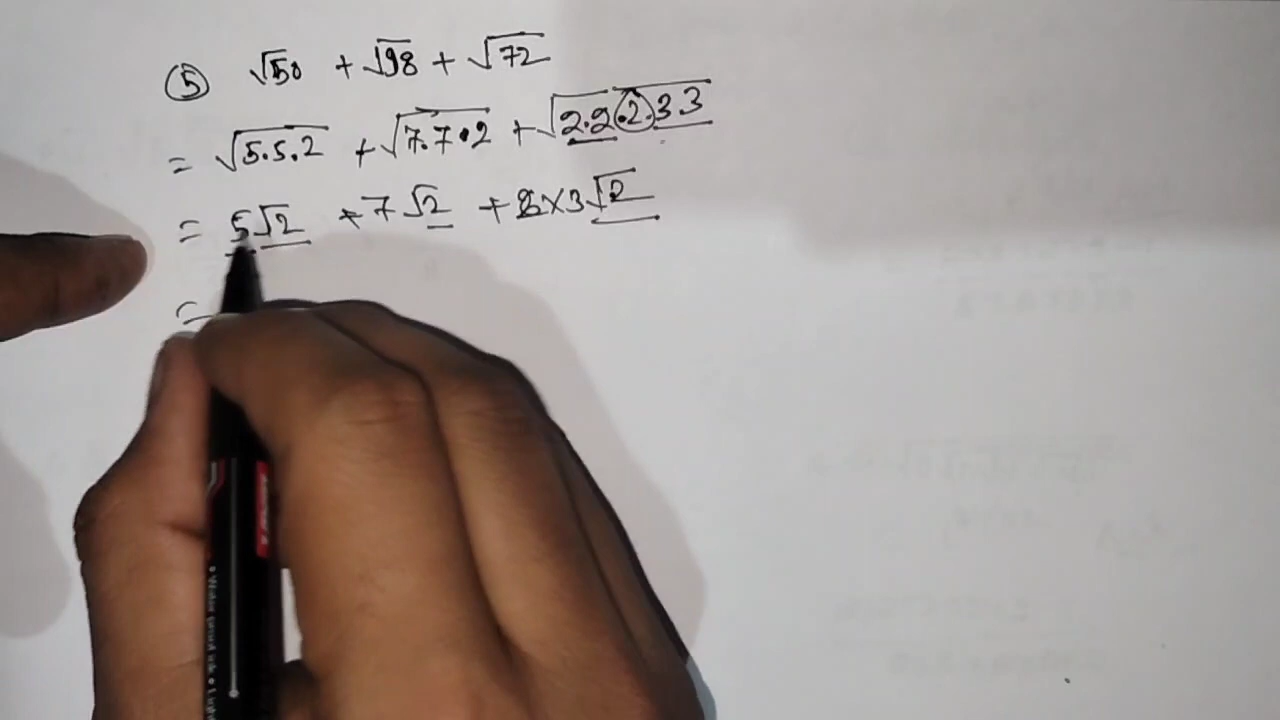 ⑤ √50 + √98 + √72
= √5.5.2 + √7.7.2 + √2.2.2.3.3
= 5√2 + 7√2 + 2×3√2
=